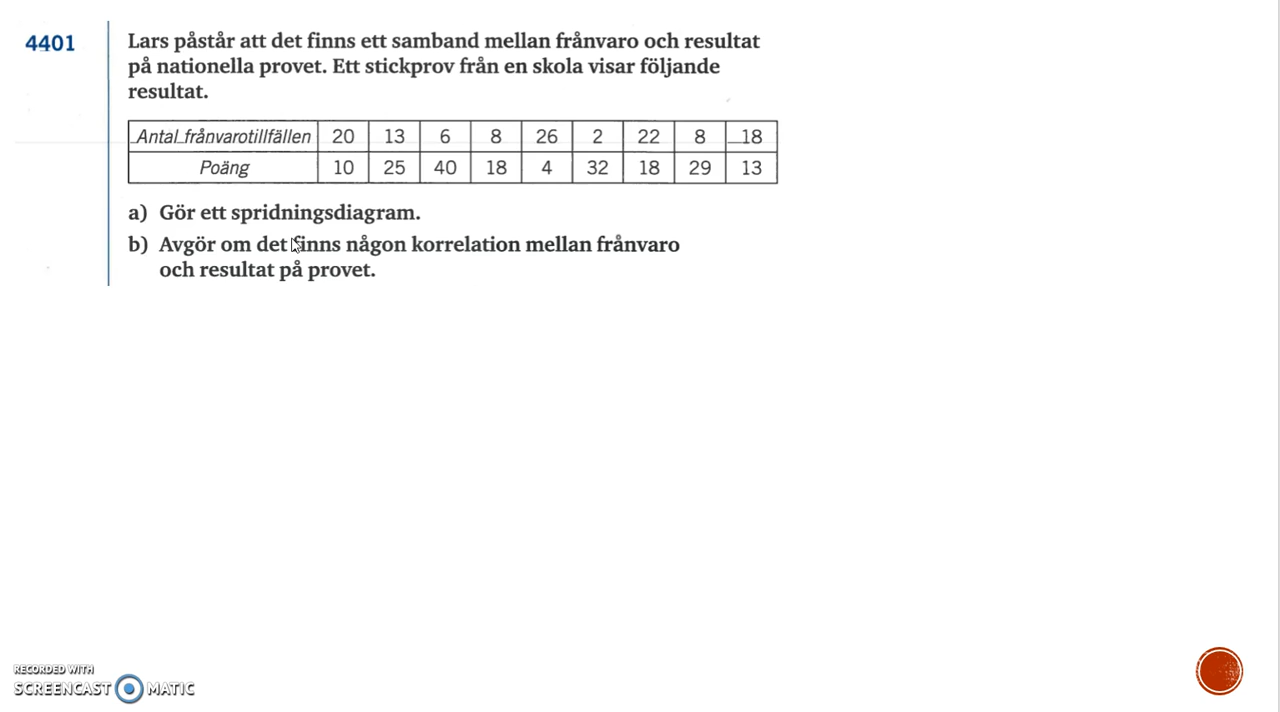 4401
Lars påstår att det finns ett samband mellan frånvaro och resultat
på nationella provet. Ett stickprov från en skola visar följande
resultat.
Antal frånvarotillfällen 20 13 6 8 26 2 22 8 18
Poäng 10 25 40 18 4 32 18 29 13
a) Gör ett spridningsdiagram.
b) Avgör om det finns någon korrelation mellan frånvaro
och resultat på provet.
RECORDED WITH
SCREENCAST MATIC